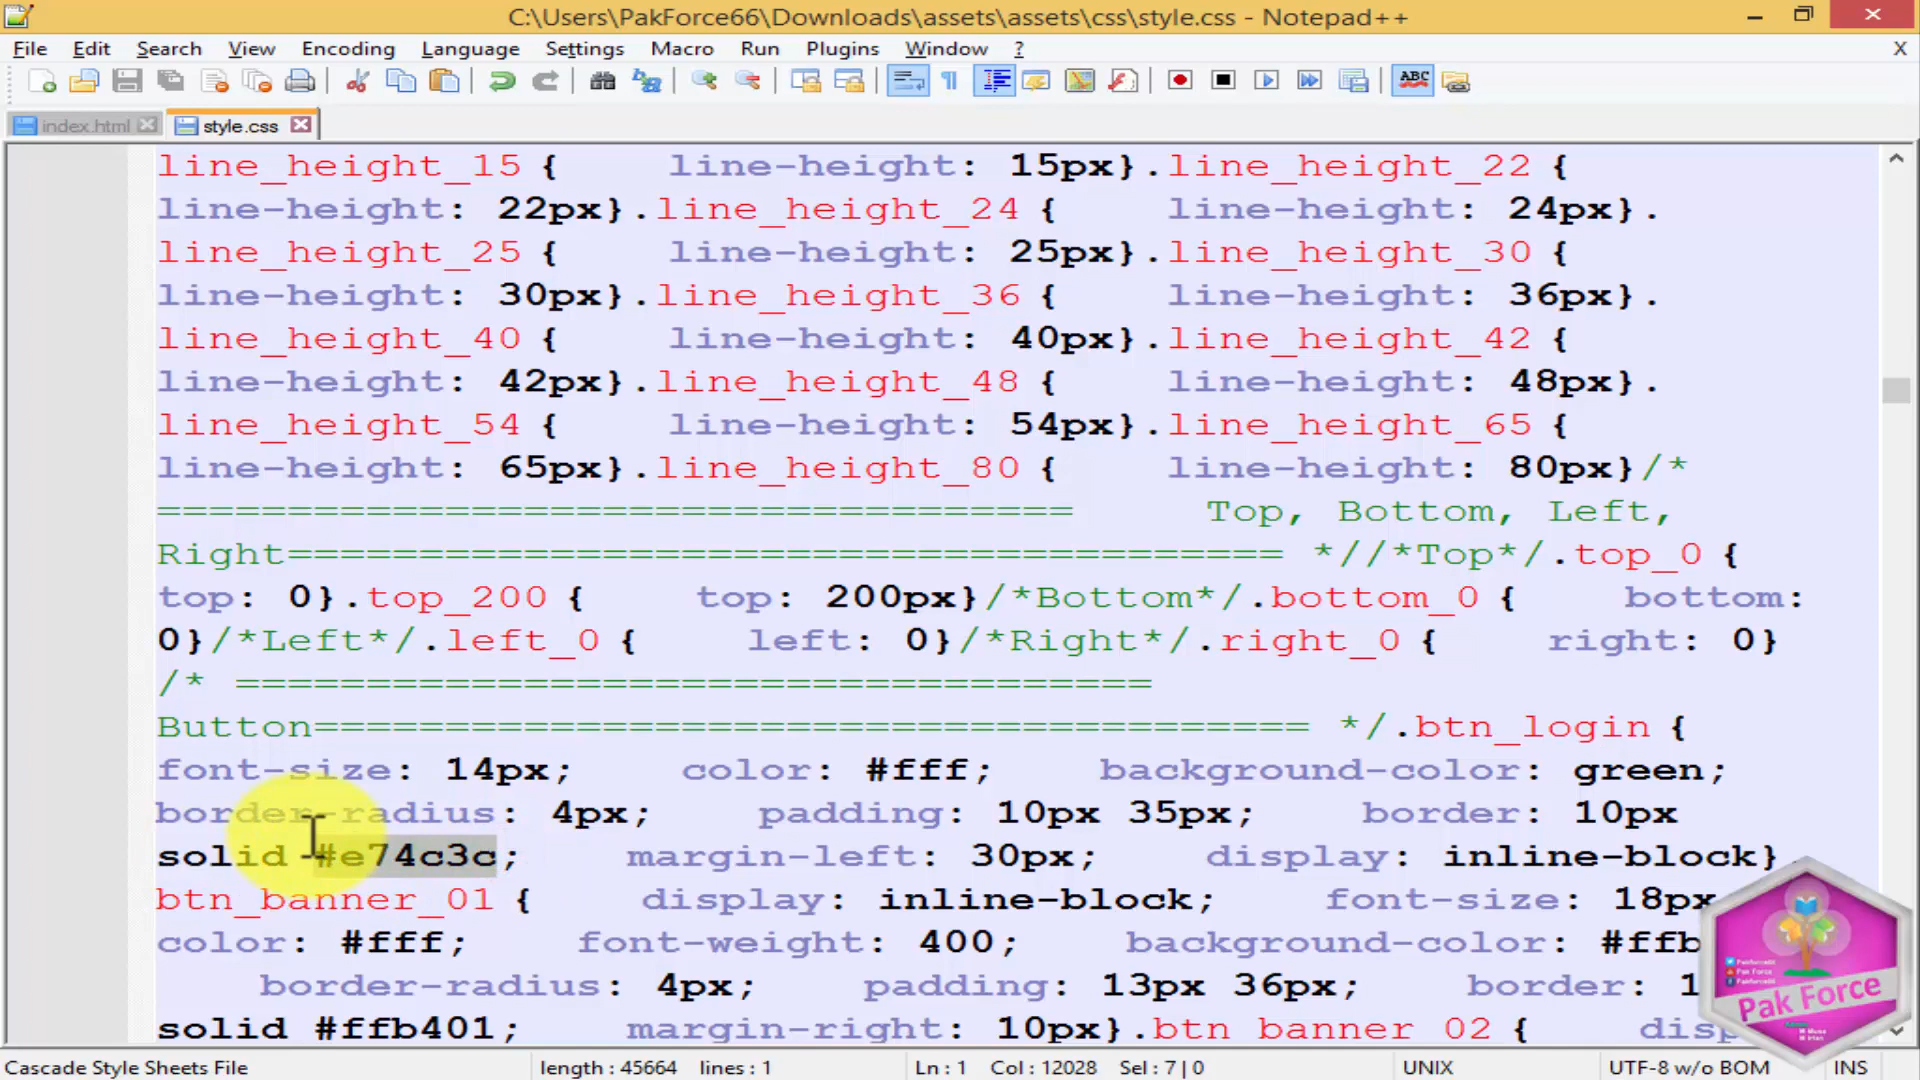 C:\Users\PakForce66\Downloads\assets\assets\css\style.css - Notepad++
File Edit Search View Encoding Language Settings Macro Run Plugins Window ? X
ABC
index.html style.css
line_height_15 { line-height: 15px}.line_height_22 {
line-height: 22px}.line_height_24 { line-height: 24px}.
line_height_25 { line-height: 25px}.line_height_30 {
line-height: 30px}.line_height_36 { line-height: 36px}.
line_height_40 { line-height: 40px}.line_height_42 {
line-height: 42px}.line_height_48 { line-height: 48px}.
line_height_54 { line-height: 54px}.line_height_65 {
line-height: 65px}.line_height_80 { line-height: 80px}/*
=================================== Top, Bottom, Left,
Right====================================== *//*Top*/.top_0 {
top: 0}.top_200 { top: 200px}/*Bottom*/.bottom_0 { bottom:
0}/*Left*/.left_0 { left: 0}/*Right*/.right_0 { right: 0}
/* ===================================
Button====================================== */.btn_login {
font-size: 14px; color: #fff; background-color: green;
border-radius: 4px; padding: 10px 35px; border: 10px
solid #e74c3c; margin-left: 30px; display: inline-block}.
btn_banner_01 { display: inline-block; font-size: 18px
color: #fff; font-weight: 400; background-color: #ffb
border-radius: 4px; padding: 13px 36px; border: 1
solid #ffb401; margin-right: 10px}.btn_banner_02 {
Pak Force
Cascade Style Sheets File length : 45664 lines : 1 Ln : 1 Col : 12028 Sel : 7 | 0 UNIX UTF-8 w/o BOM INS